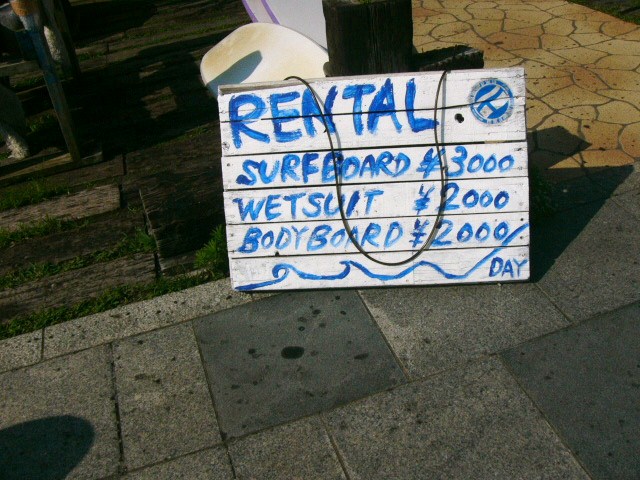 RENTAL
SURFBOARD ¥3000
WETSUIT ¥2000
BODYBOARD ¥2000/
DAY